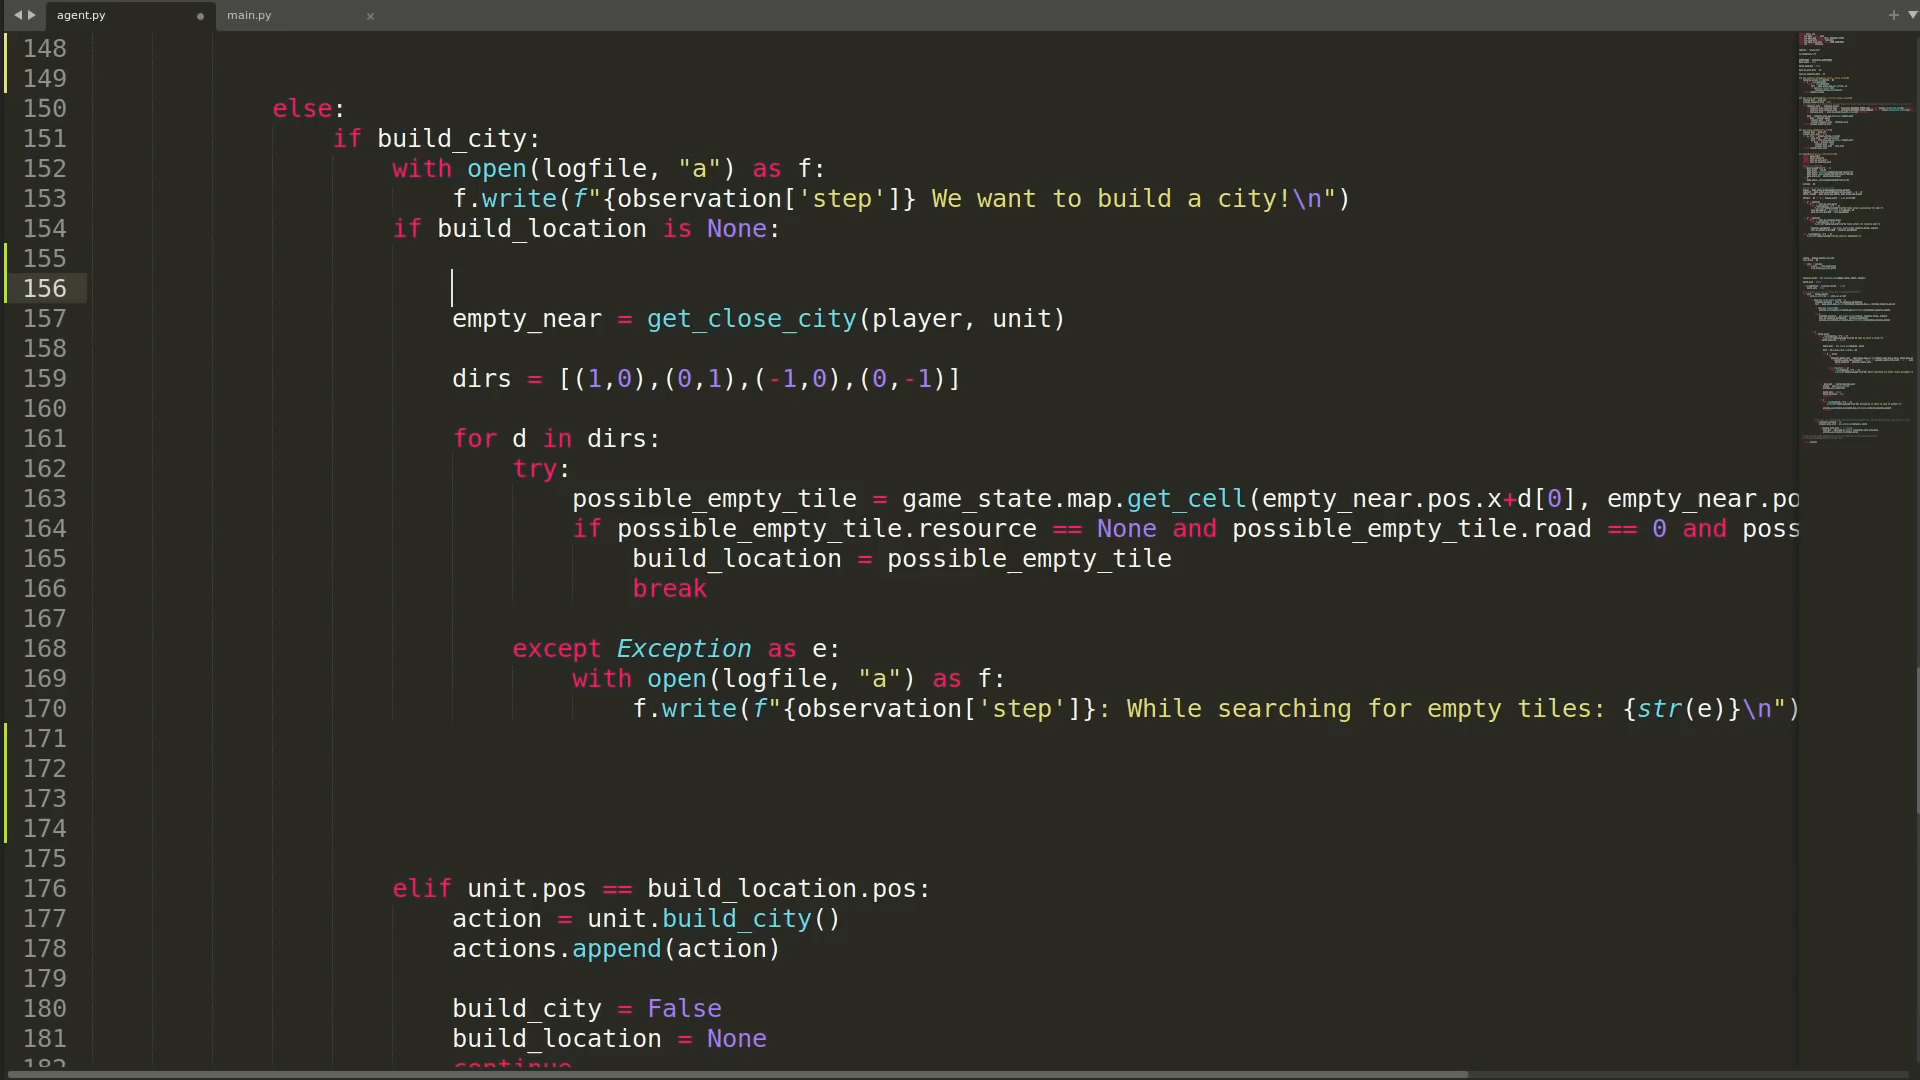 agent.py
main.py
148
149
150 else:
151 if build_city:
152 with open(logfile, "a") as f:
153 f.write(f"{observation['step']} We want to build a city!\n")
154 if build_location is None:
155
156
157 empty_near = get_close_city(player, unit)
158
159 dirs = [(1,0),(0,1),(-1,0),(0,-1)]
160
161 for d in dirs:
162 try:
163 possible_empty_tile = game_state.map.get_cell(empty_near.pos.x+d[0], empty_near.po
164 if possible_empty_tile.resource == None and possible_empty_tile.road == 0 and poss
165 build_location = possible_empty_tile
166 break
167
168 except Exception as e:
169 with open(logfile, "a") as f:
170 f.write(f"{observation['step']}: While searching for empty tiles: {str(e)}\n")
171
172
173
174
175
176 elif unit.pos == build_location.pos:
177 action = unit.build_city()
178 actions.append(action)
179
180 build_city = False
181 build_location = None
182 continue